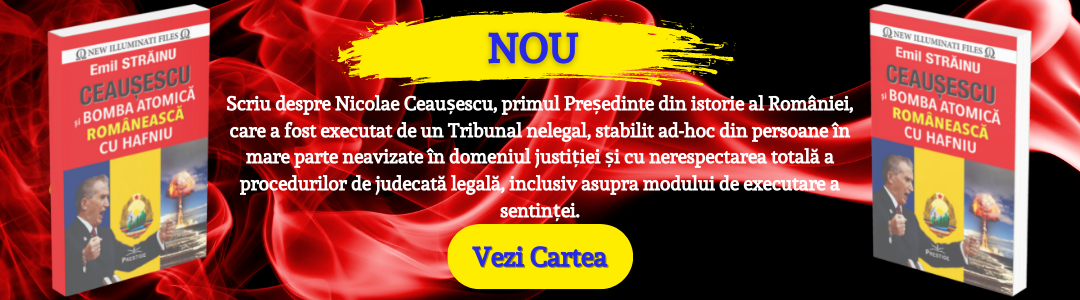 Ω NEW ILLUMINATI FILES Ω
Emil STRĂINU
CEAUȘESCU
și BOMBA ATOMICĂ
ROMÂNEASCĂ
CU HAFNIU
PRESTIGE
NOU
Scriu despre Nicolae Ceaușescu, primul Președinte din istorie al României,
care a fost executat de un Tribunal nelegal, stabilit ad-hoc din persoane în
mare parte neavizate în domeniul justiției și cu nerespectarea totală a
procedurilor de judecată legală, inclusiv asupra modului de executare a
sentinței.
Vezi Cartea
Ω NEW ILLUMINATI FILES Ω
Emil STRĂINU
CEAUȘESCU
și BOMBA ATOMICĂ
ROMÂNEASCĂ
CU HAFNIU
PRESTIGE